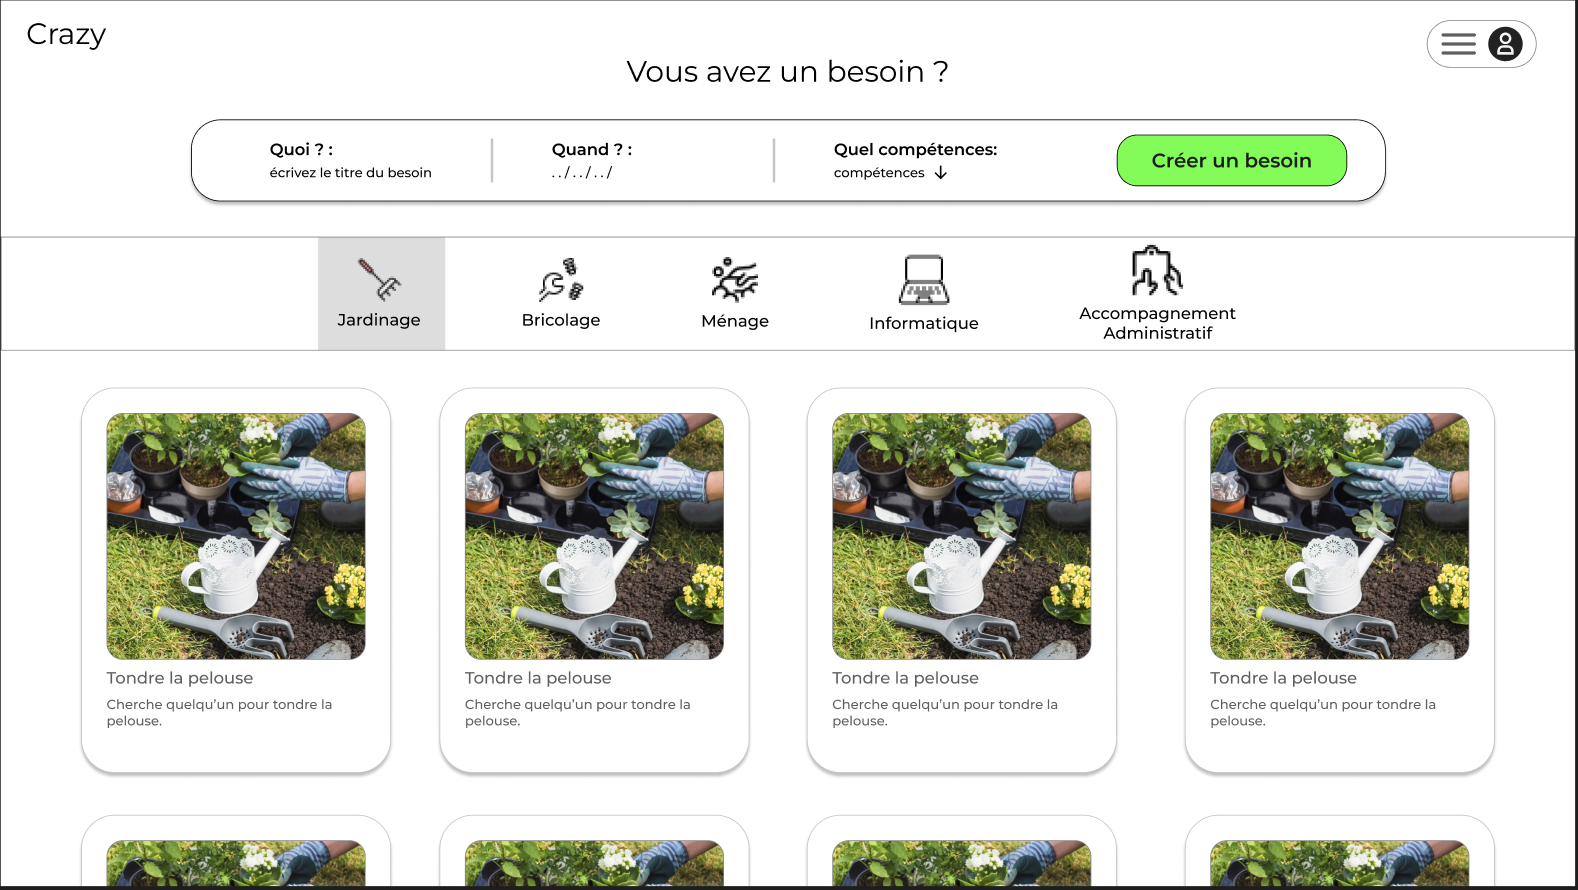 Crazy
Vous avez un besoin ?
Quoi ? :
écrivez le titre du besoin
Quand ? :
. . / . . / . . /
Quel compétences:
compétences ↓
Créer un besoin
Jardinage
Bricolage
Ménage
Informatique
Accompagnement
Administratif
Tondre la pelouse
Cherche quelqu'un pour tondre la
pelouse.
Tondre la pelouse
Cherche quelqu'un pour tondre la
pelouse.
Tondre la pelouse
Cherche quelqu'un pour tondre la
pelouse.
Tondre la pelouse
Cherche quelqu'un pour tondre la
pelouse.